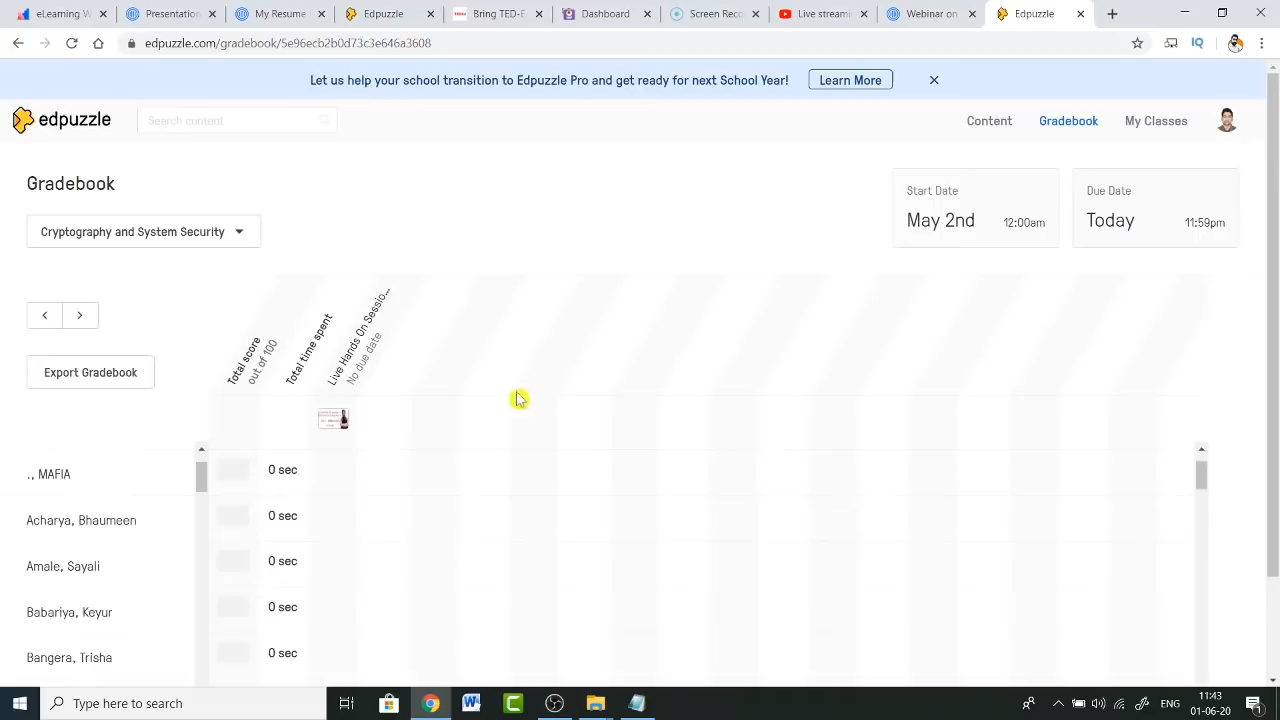 E-Learning
Presentatio
My Resume
Edpuzzle
Bring TED-E
Dashboard
Screen Reco
Live streami
Webinar on
Edpuzzle
edpuzzle.com/gradebook/5e96ecb2b0d73c3e646a3608
Let us help your school transition to Edpuzzle Pro and get ready for next School Year! Learn More
edpuzzle
Search content
Content
Gradebook
My Classes
Gradebook
Start Date
May 2nd 12:00am
Due Date
Today 11:59pm
Cryptography and System Security
Total score
out of 100
Total time spent
Live Hands On Sessio...
No due date
Export Gradebook
., MAFIA 0 sec
Acharya, Bhaumeen 0 sec
Amale, Sayali 0 sec
Babariya, Keyur 0 sec
Bangera, Trisha 0 sec
Type here to search
ENG
11:43
01-06-20